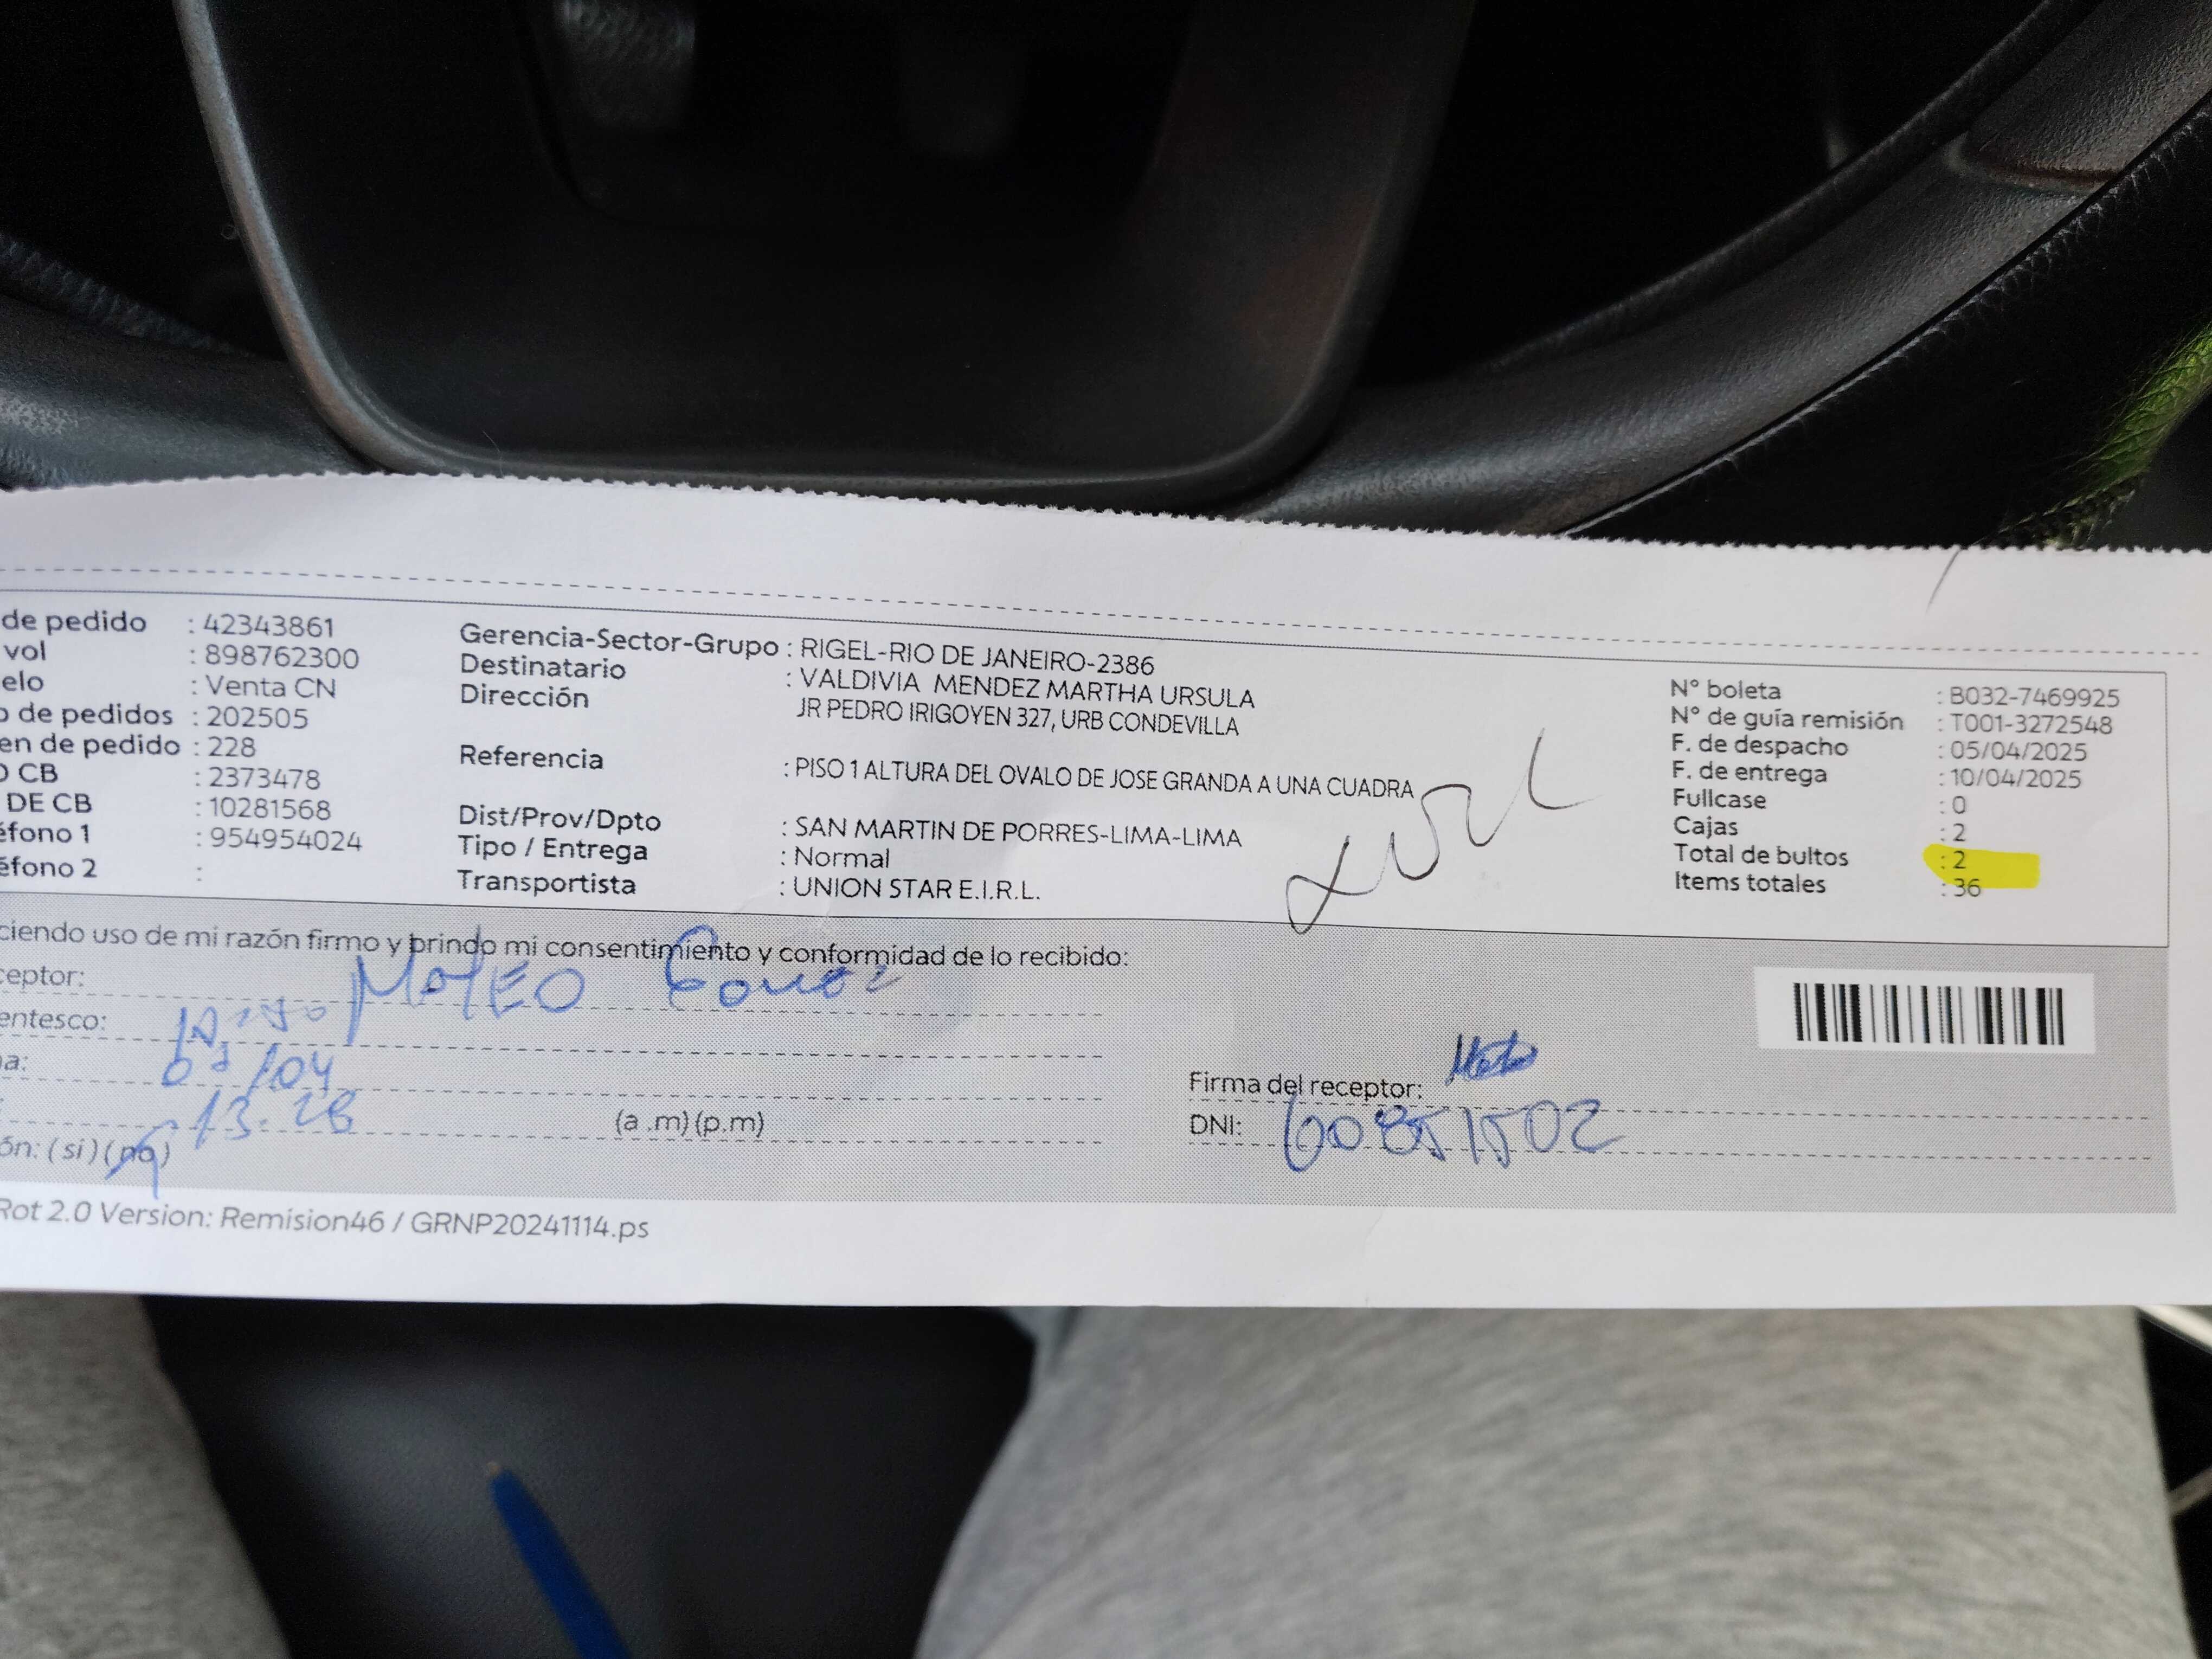 de pedido : 42343861
vol : 898762300
elo : Venta CN
o de pedidos : 202505
en de pedido : 228
O CB : 2373478
DE CB : 10281568
éfono 1 : 954954024
éfono 2 :
Gerencia-Sector-Grupo : RIGEL-RIO DE JANEIRO-2386
Destinatario : VALDIVIA MENDEZ MARTHA URSULA
Dirección JR PEDRO IRIGOYEN 327, URB CONDEVILLA
Referencia : PISO 1 ALTURA DEL OVALO DE JOSE GRANDA A UNA CUADRA
Dist/Prov/Dpto : SAN MARTIN DE PORRES-LIMA-LIMA
Tipo / Entrega : Normal
Transportista : UNION STAR E.I.R.L.
N° boleta : B032-7469925
N° de guía remisión : T001-3272548
F. de despacho : 05/04/2025
F. de entrega : 10/04/2025
Fullcase : 0
Cajas : 2
Total de bultos : 2
Items totales : 36
ciendo uso de mi razón firmo y brindo mi consentimiento y conformidad de lo recibido:
ceptor: MATEO
entesco:
a: /04
: 13:28 (a .m) (p.m)
ón: ( si ) ( no )
Firma del receptor:
DNI: 60851502
Rot 2.0 Version: Remision46 / GRNP20241114.ps